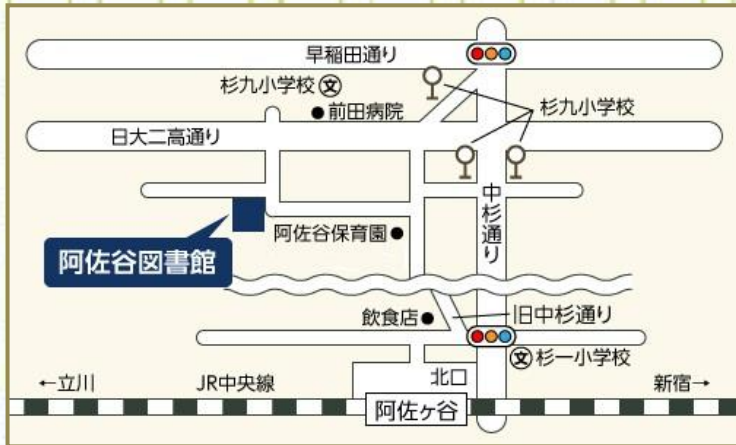 早稲田通り
杉九小学校 文
前田病院
杉九小学校
日大二高通り
中杉通り
阿佐谷保育園
阿佐谷図書館
飲食店
旧中杉通り
文 杉一小学校
←立川
JR中央線
北口
新宿→
阿佐ヶ谷